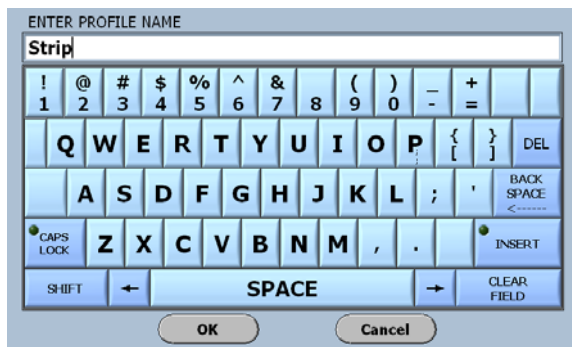 ENTER PROFILE NAME
Strip
! @ # $ % ^ & ( ) _ +
1 2 3 4 5 6 7 8 9 0 - =
Q W E R T Y U I O P { [ } ] DEL
A S D F G H J K L ; ' BACK SPACE <------
CAPS LOCK Z X C V B N M , . INSERT
SHIFT ← SPACE → CLEAR FIELD
OK Cancel